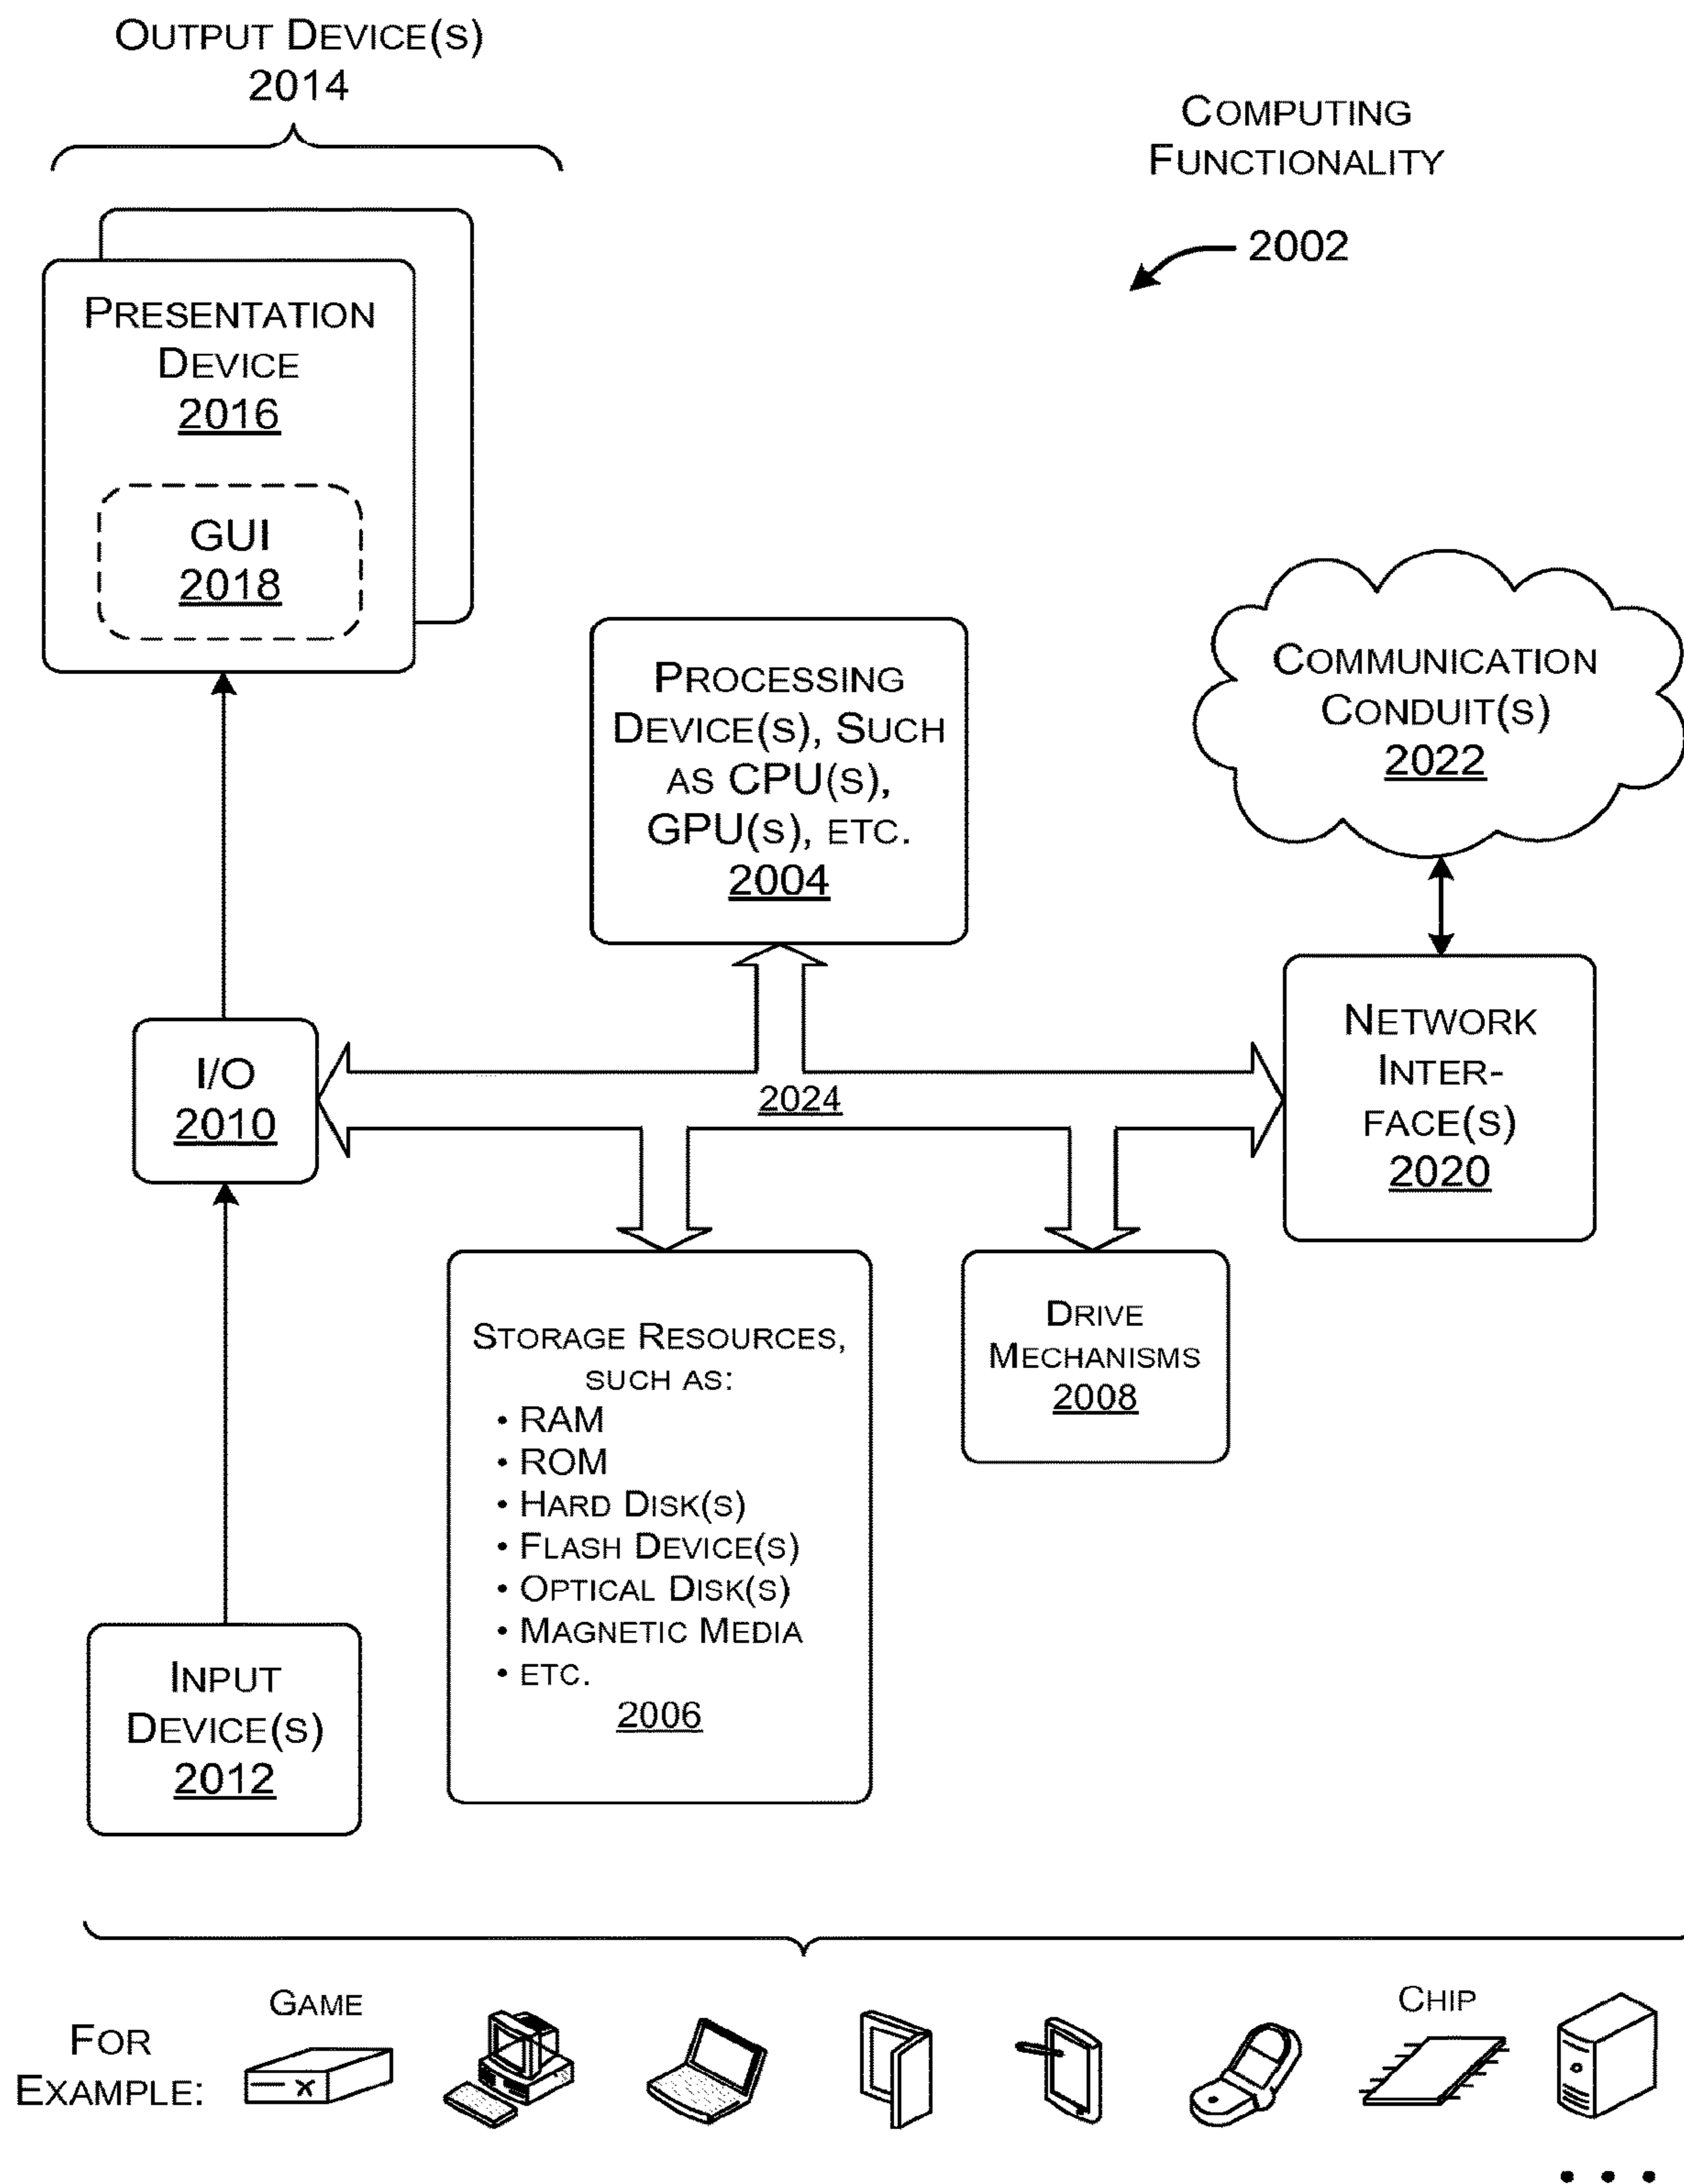 OUTPUT DEVICE(S)
2014
COMPUTING
FUNCTIONALITY
2002
PRESENTATION
DEVICE
2016
GUI
2018
PROCESSING
DEVICE(S), SUCH
AS CPU(S),
GPU(S), ETC.
2004
COMMUNICATION
CONDUIT(S)
2022
I/O
2010
2024
NETWORK
INTER-
FACE(S)
2020
STORAGE RESOURCES,
SUCH AS:
• RAM
• ROM
• HARD DISK(S)
• FLASH DEVICE(S)
• OPTICAL DISK(S)
• MAGNETIC MEDIA
• ETC.
2006
DRIVE
MECHANISMS
2008
INPUT
DEVICE(S)
2012
FOR
EXAMPLE:
GAME
CHIP
• • •